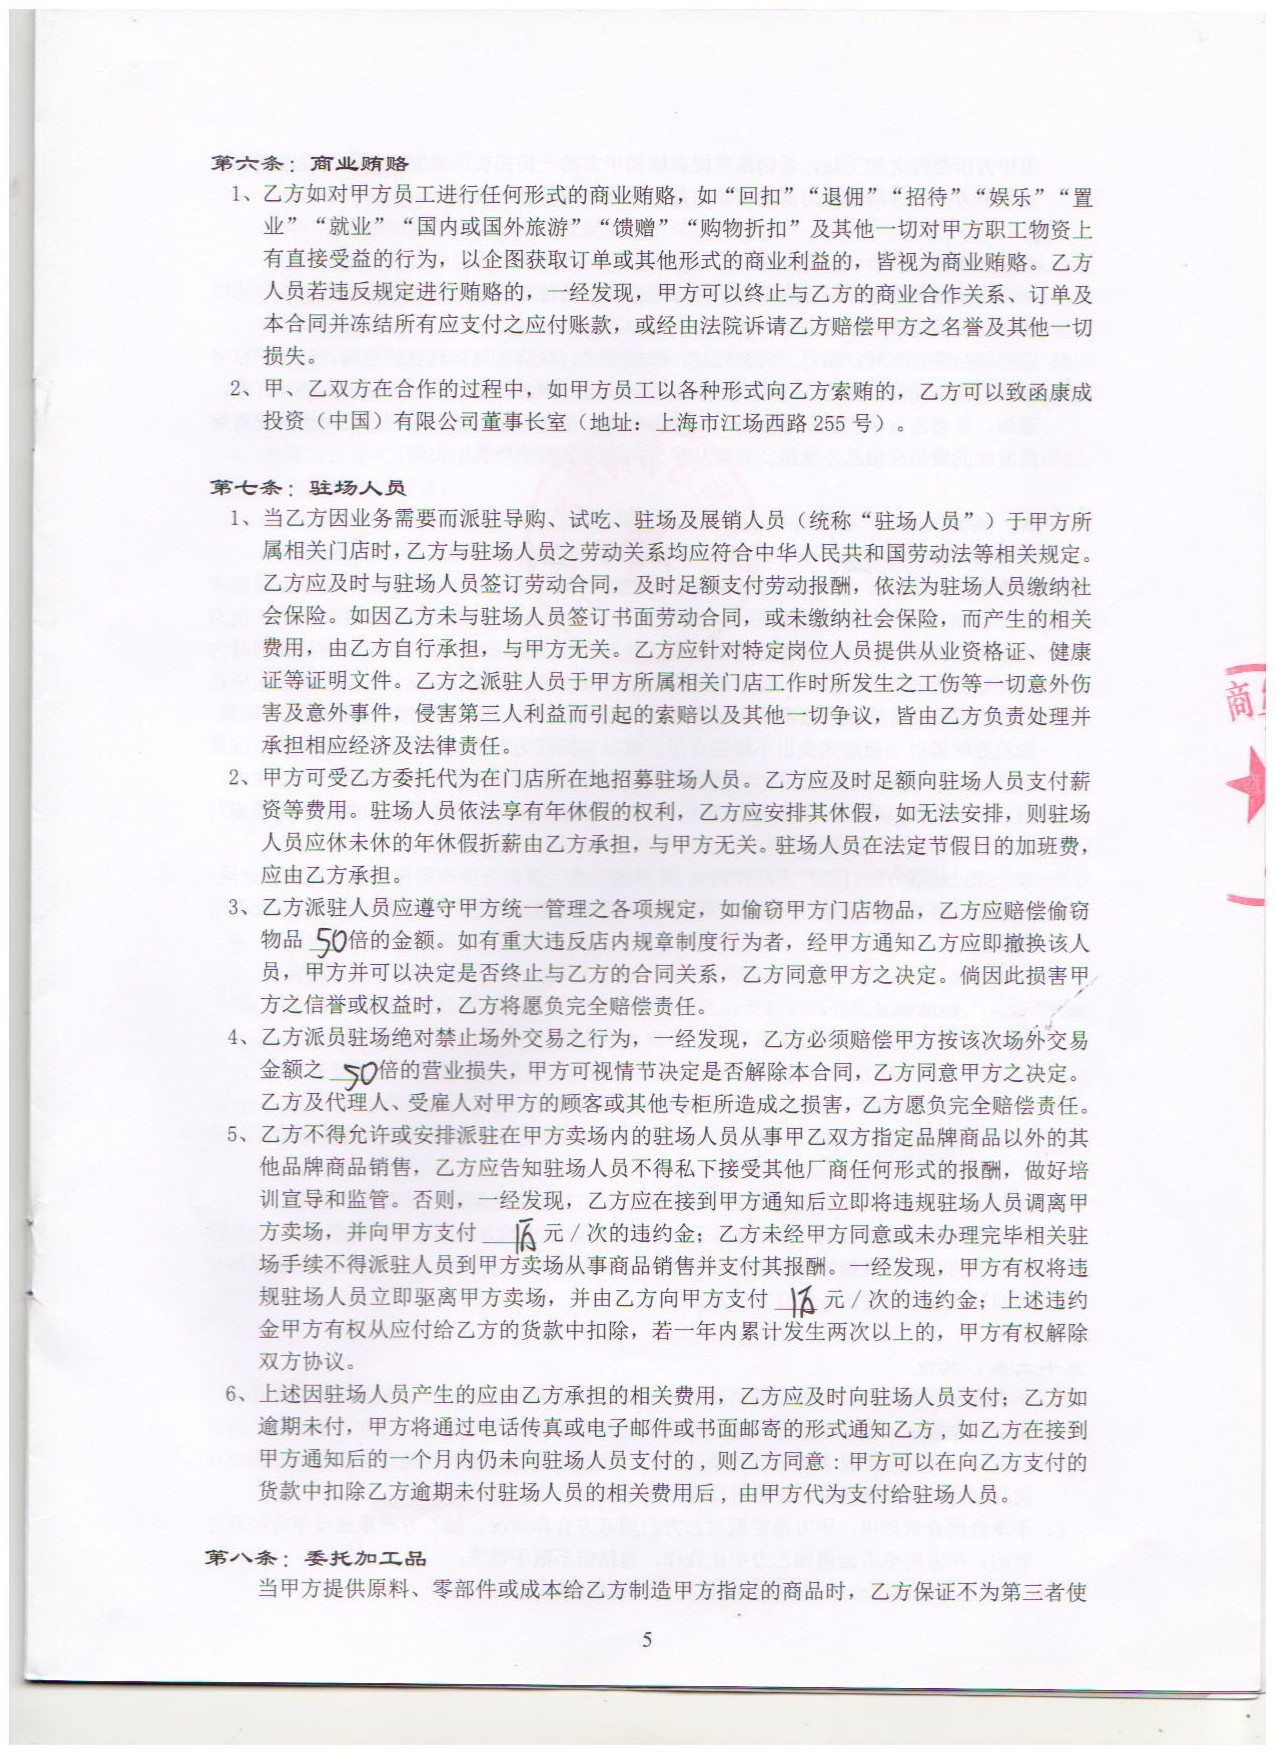 第六条：商业贿赂
1、乙方如对甲方员工进行任何形式的商业贿赂，如“回扣”“退佣”“招待”“娱乐”“置
业”“就业”“国内或国外旅游”“馈赠”“购物折扣”及其他一切对甲方职工物资上
有直接受益的行为，以企图获取订单或其他形式的商业利益的，皆视为商业贿赂。乙方
人员若违反规定进行贿赂的，一经发现，甲方可以终止与乙方的商业合作关系、订单及
本合同并冻结所有应支付之应付账款，或经由法院诉请乙方赔偿甲方之名誉及其他一切
损失。
2、甲、乙双方在合作的过程中，如甲方员工以各种形式向乙方索贿的，乙方可以致函康成
投资（中国）有限公司董事长室（地址：上海市江场西路 255 号）。
第七条：驻场人员
1、当乙方因业务需要而派驻导购、试吃、驻场及展销人员（统称“驻场人员”）于甲方所
属相关门店时，乙方与驻场人员之劳动关系均应符合中华人民共和国劳动法等相关规定。
乙方应及时与驻场人员签订劳动合同，及时足额支付劳动报酬，依法为驻场人员缴纳社
会保险。如因乙方未与驻场人员签订书面劳动合同，或未缴纳社会保险，而产生的相关
费用，由乙方自行承担，与甲方无关。乙方应针对特定岗位人员提供从业资格证、健康
证等证明文件。乙方之派驻人员于甲方所属相关门店工作时所发生之工伤等一切意外伤
害及意外事件，侵害第三人利益而引起的索赔以及其他一切争议，皆由乙方负责处理并
承担相应经济及法律责任。
2、甲方可受乙方委托代为在门店所在地招募驻场人员。乙方应及时足额向驻场人员支付薪
资等费用。驻场人员依法享有年休假的权利，乙方应安排其休假，如无法安排，则驻场
人员应休未休的年休假折薪由乙方承担，与甲方无关。驻场人员在法定节假日的加班费，
应由乙方承担。
3、乙方派驻人员应遵守甲方统一管理之各项规定，如偷窃甲方门店物品，乙方应赔偿偷窃
物品 50倍的金额。如有重大违反店内规章制度行为者，经甲方通知乙方应即撤换该人
员，甲方并可以决定是否终止与乙方的合同关系，乙方同意甲方之决定。倘因此损害甲
方之信誉或权益时，乙方将愿负完全赔偿责任。
4、乙方派员驻场绝对禁止场外交易之行为，一经发现，乙方必须赔偿甲方按该次场外交易
金额之 50倍的营业损失，甲方可视情节决定是否解除本合同，乙方同意甲方之决定。
乙方及代理人、受雇人对甲方的顾客或其他专柜所造成之损害，乙方愿负完全赔偿责任。
5、乙方不得允许或安排派驻在甲方卖场内的驻场人员从事甲乙双方指定品牌商品以外的其
他品牌商品销售，乙方应告知驻场人员不得私下接受其他厂商任何形式的报酬，做好培
训宣导和监管。否则，一经发现，乙方应在接到甲方通知后立即将违规驻场人员调离甲
方卖场，并向甲方支付 1万 元／次的违约金；乙方未经甲方同意或未办理完毕相关驻
场手续不得派驻人员到甲方卖场从事商品销售并支付其报酬。一经发现，甲方有权将违
规驻场人员立即驱离甲方卖场，并由乙方向甲方支付 1万 元／次的违约金；上述违约
金甲方有权从应付给乙方的货款中扣除，若一年内累计发生两次以上的，甲方有权解除
双方协议。
6、上述因驻场人员产生的应由乙方承担的相关费用，乙方应及时向驻场人员支付；乙方如
逾期未付，甲方将通过电话传真或电子邮件或书面邮寄的形式通知乙方，如乙方在接到
甲方通知后的一个月内仍未向驻场人员支付的，则乙方同意：甲方可以在向乙方支付的
货款中扣除乙方逾期未付驻场人员的相关费用后，由甲方代为支付给驻场人员。
第八条：委托加工品
当甲方提供原料、零部件或成本给乙方制造甲方指定的商品时，乙方保证不为第三者使
5
商